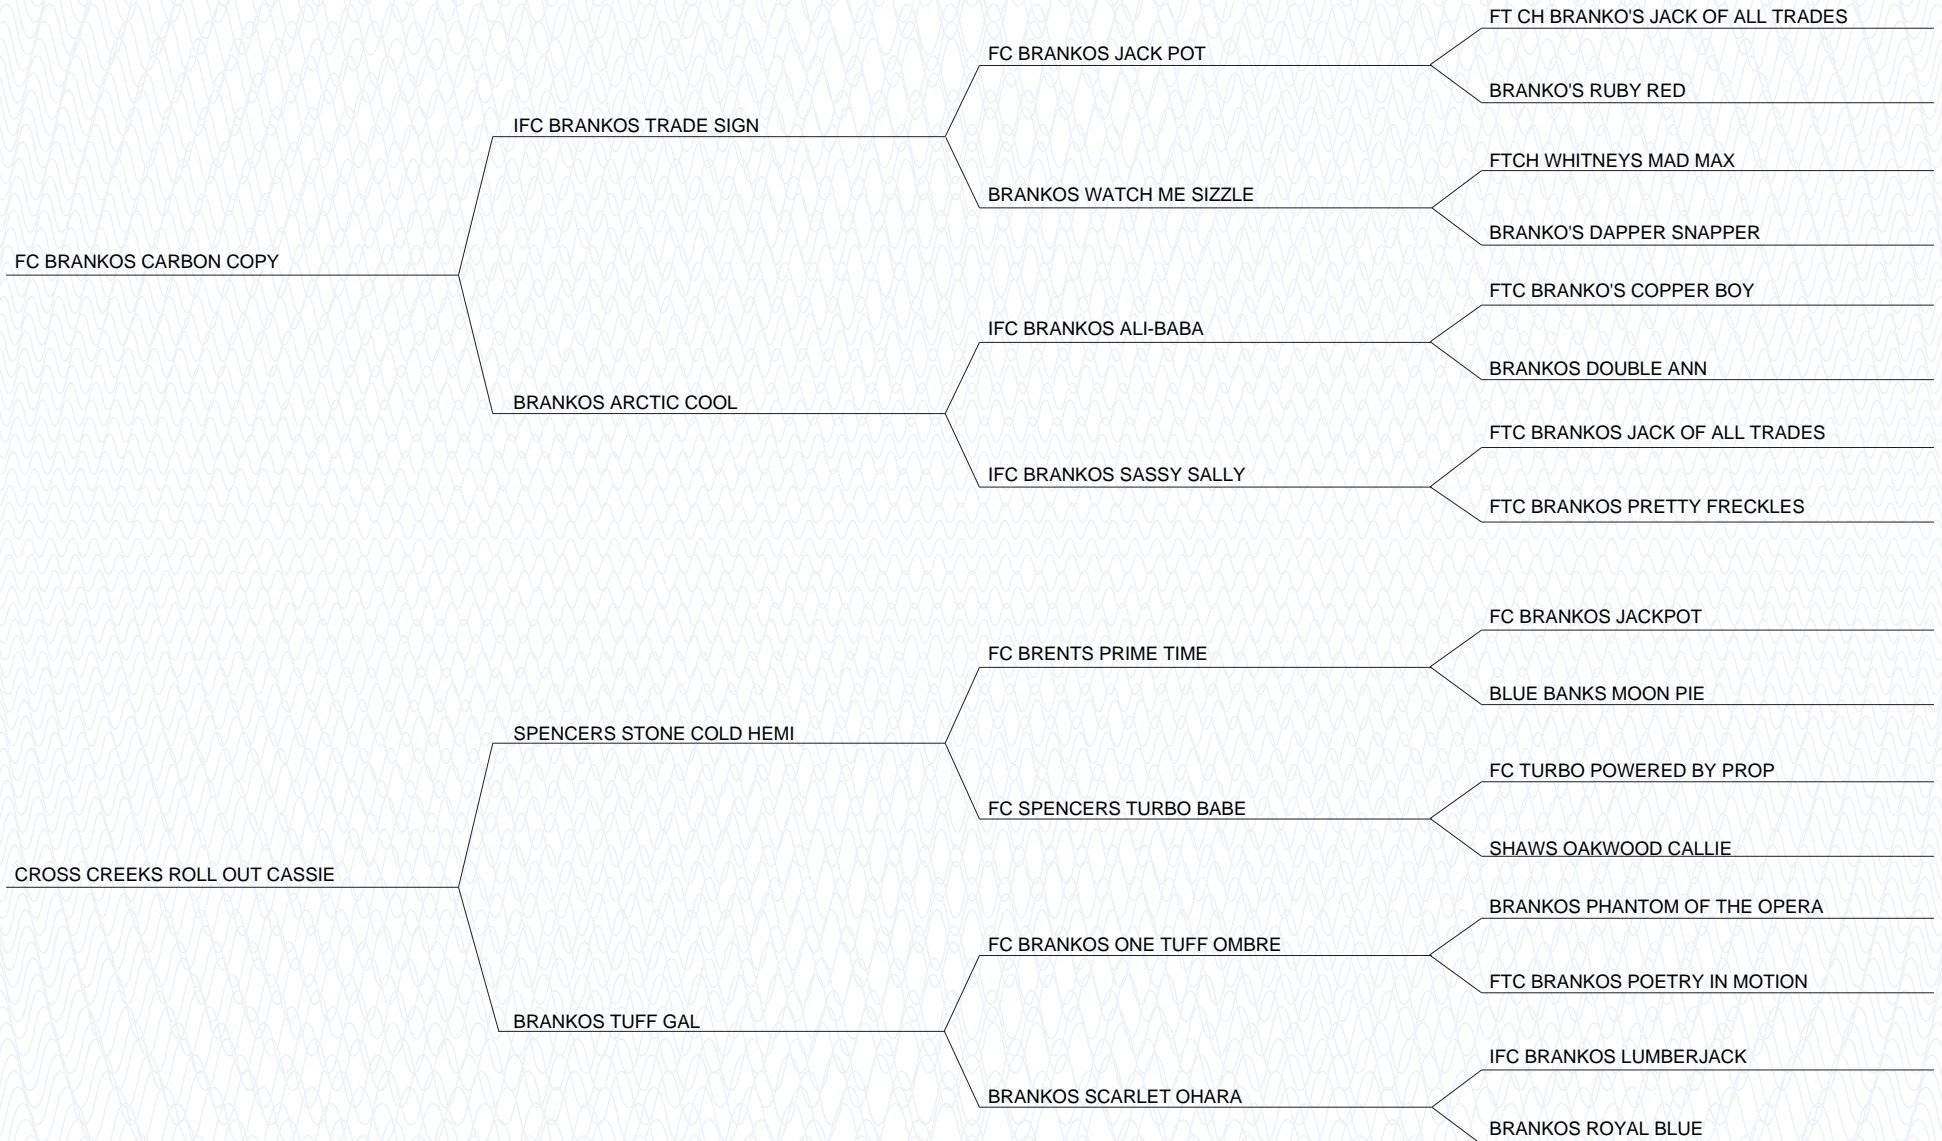 FT CH BRANKO'S JACK OF ALL TRADES
FC BRANKOS JACK POT
BRANKO'S RUBY RED
IFC BRANKOS TRADE SIGN
FTCH WHITNEYS MAD MAX
BRANKOS WATCH ME SIZZLE
BRANKO'S DAPPER SNAPPER
FC BRANKOS CARBON COPY
FTC BRANKO'S COPPER BOY
IFC BRANKOS ALI-BABA
BRANKOS DOUBLE ANN
BRANKOS ARCTIC COOL
FTC BRANKOS JACK OF ALL TRADES
IFC BRANKOS SASSY SALLY
FTC BRANKOS PRETTY FRECKLES
FC BRANKOS JACKPOT
FC BRENTS PRIME TIME
BLUE BANKS MOON PIE
SPENCERS STONE COLD HEMI
FC TURBO POWERED BY PROP
FC SPENCERS TURBO BABE
SHAWS OAKWOOD CALLIE
CROSS CREEKS ROLL OUT CASSIE
BRANKOS PHANTOM OF THE OPERA
FC BRANKOS ONE TUFF OMBRE
FTC BRANKOS POETRY IN MOTION
BRANKOS TUFF GAL
IFC BRANKOS LUMBERJACK
BRANKOS SCARLET OHARA
BRANKOS ROYAL BLUE